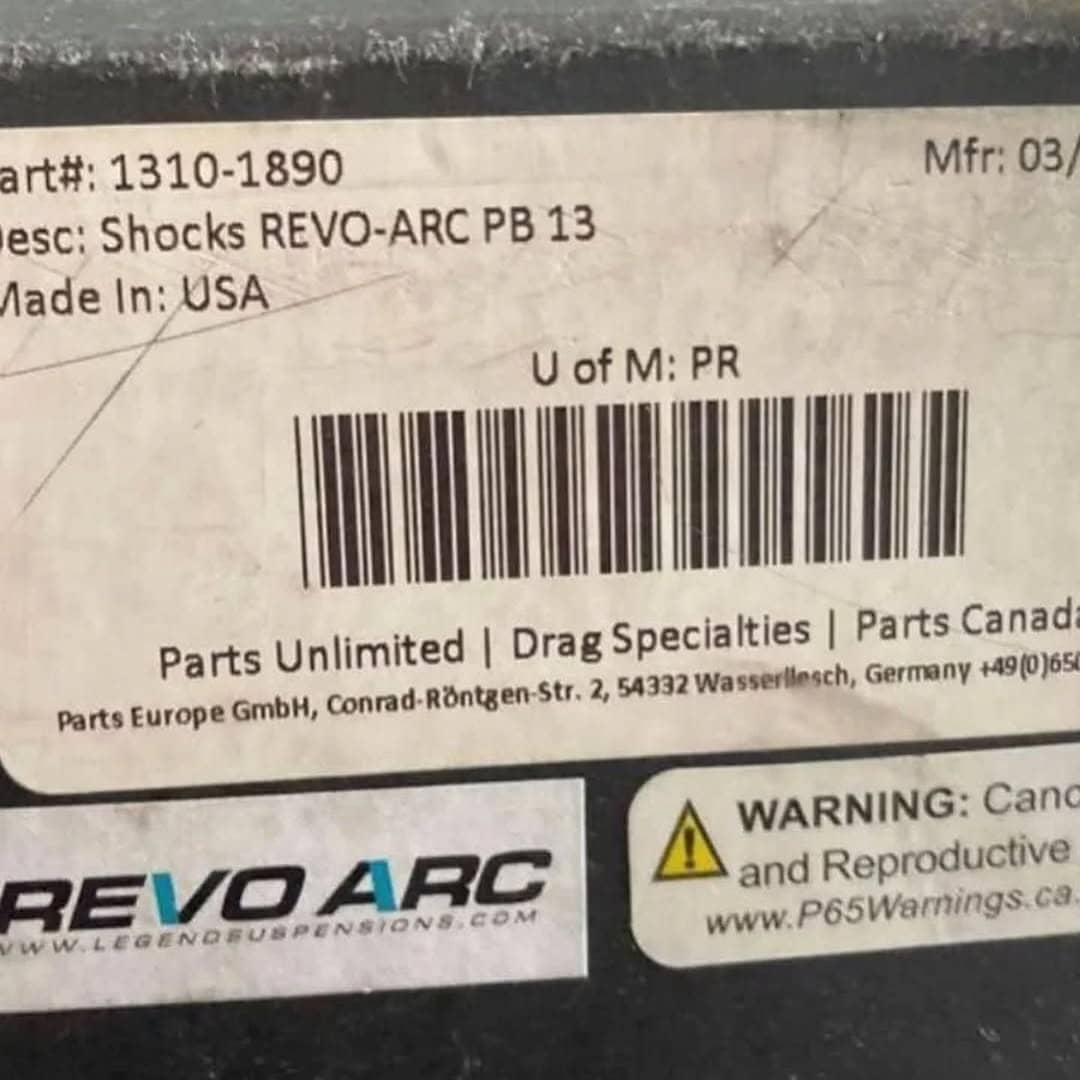 art#: 1310-1890
Mfr: 03/
esc: Shocks REVO-ARC PB 13
Made In: USA
U of M: PR
Parts Unlimited | Drag Specialties | Parts Canada
Parts Europe GmbH, Conrad-Röntgen-Str. 2, 54332 Wasserliesch, Germany +49(0)650
REVO ARC
WWW.LEGENDSUSPENSIONS.COM
WARNING: Canc
and Reproductive
www.P65Warnings.ca.